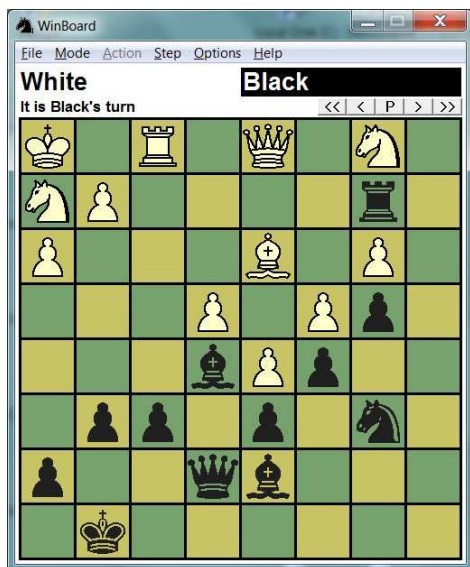 WinBoard
File Mode Action Step Options Help
White Black
It is Black's turn << < P > >>